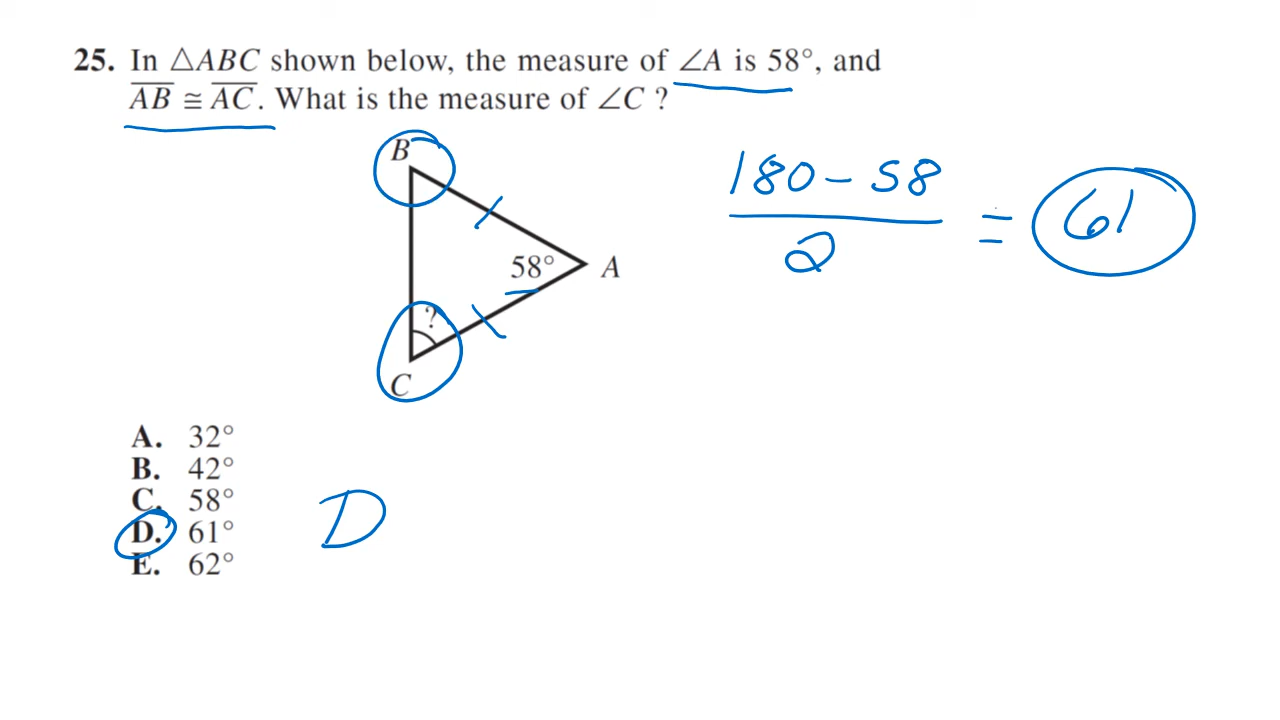 25. In △ABC shown below, the measure of ∠A is 58°, and
AB ≅ AC. What is the measure of ∠C ?
B
58°
A
?
C
180 - 58
2
= 61
A. 32°
B. 42°
C. 58°
D. 61°
E. 62°
D